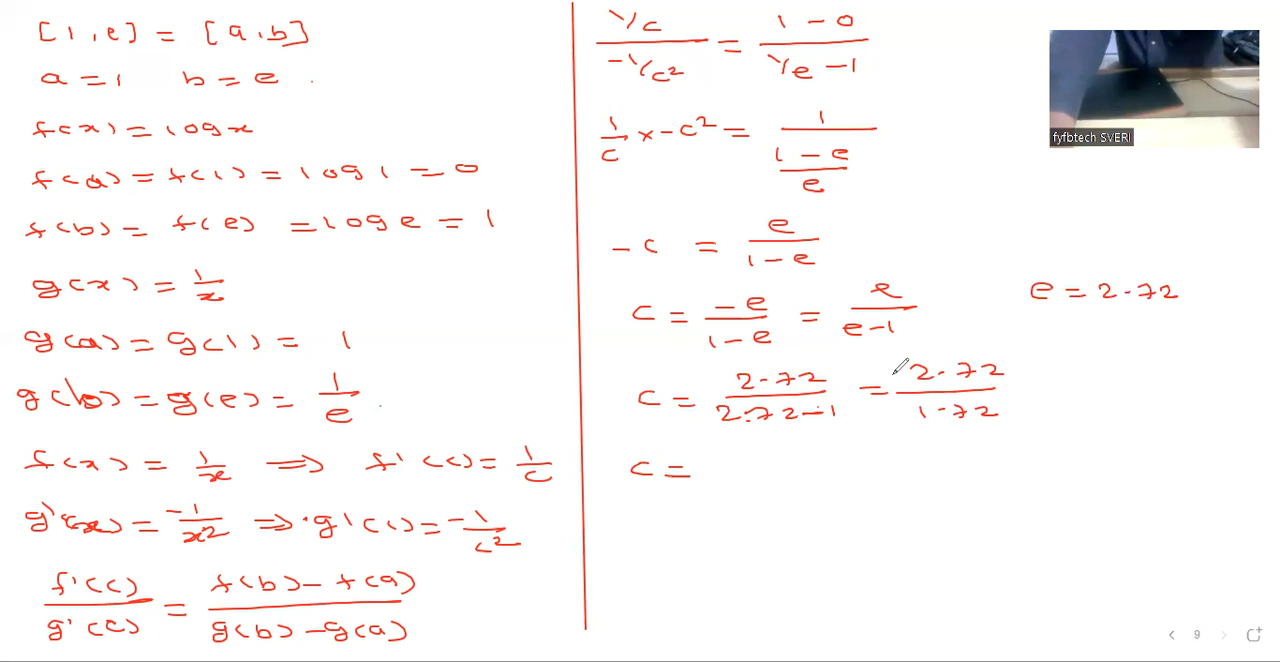 [1, e] = [a, b]
a = 1 b = e .
f(x) = log x
f(a) = f(1) = log 1 = 0
f(b) = f(e) = log e = 1
g(x) = 1/x
g(a) = g(1) = 1
g(b) = g(e) = 1/e .
f(x) = 1/x ⟹ f'(c) = 1/c
g'(x) = -1/x² ⟹ g'(c) = -1/c²
f'(c)/g'(c) = (f(b) - f(a))/(g(b) - g(a))
(1/c)/(-1/c²) = (1 - 0)/(1/e - 1)
1/c × -c² = 1/((1 - e)/e)
-c = e/(1 - e)
c = -e/(1 - e) = e/(e - 1)
e = 2.72
c = 2.72/(2.72 - 1) = 2.72/1.72
c =
fyfbtech SVERI
9